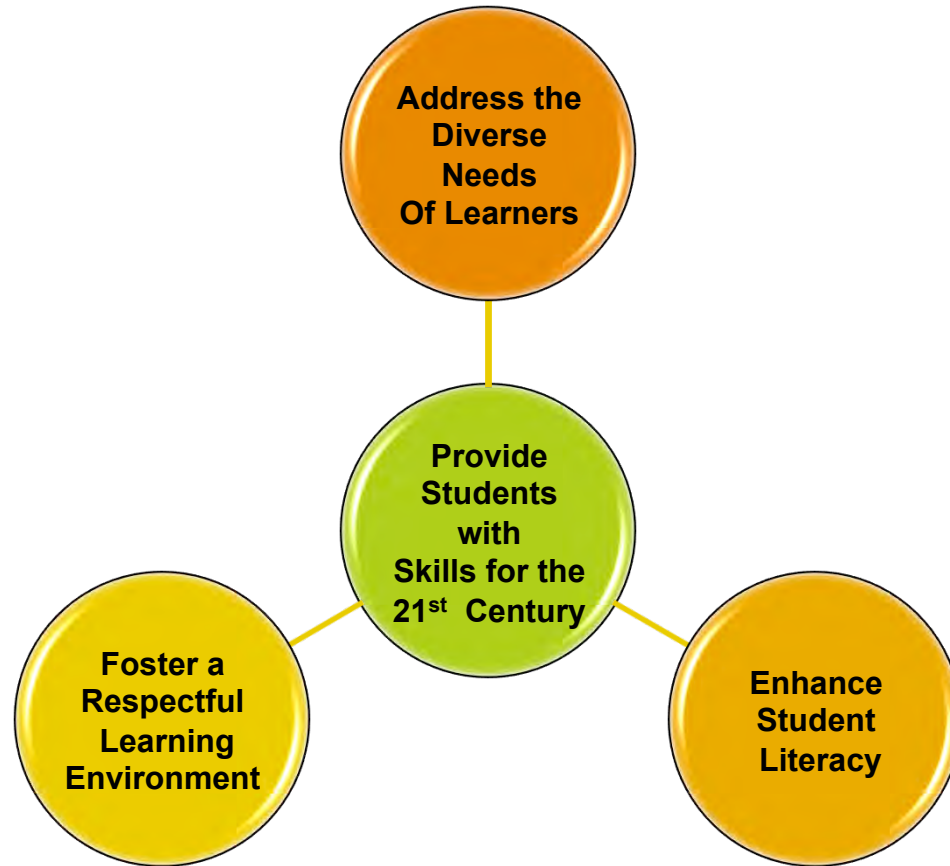 Address the
Diverse
Needs
Of Learners
Provide
Students
with
Skills for the
21st Century
Foster a
Respectful
Learning
Environment
Enhance
Student
Literacy